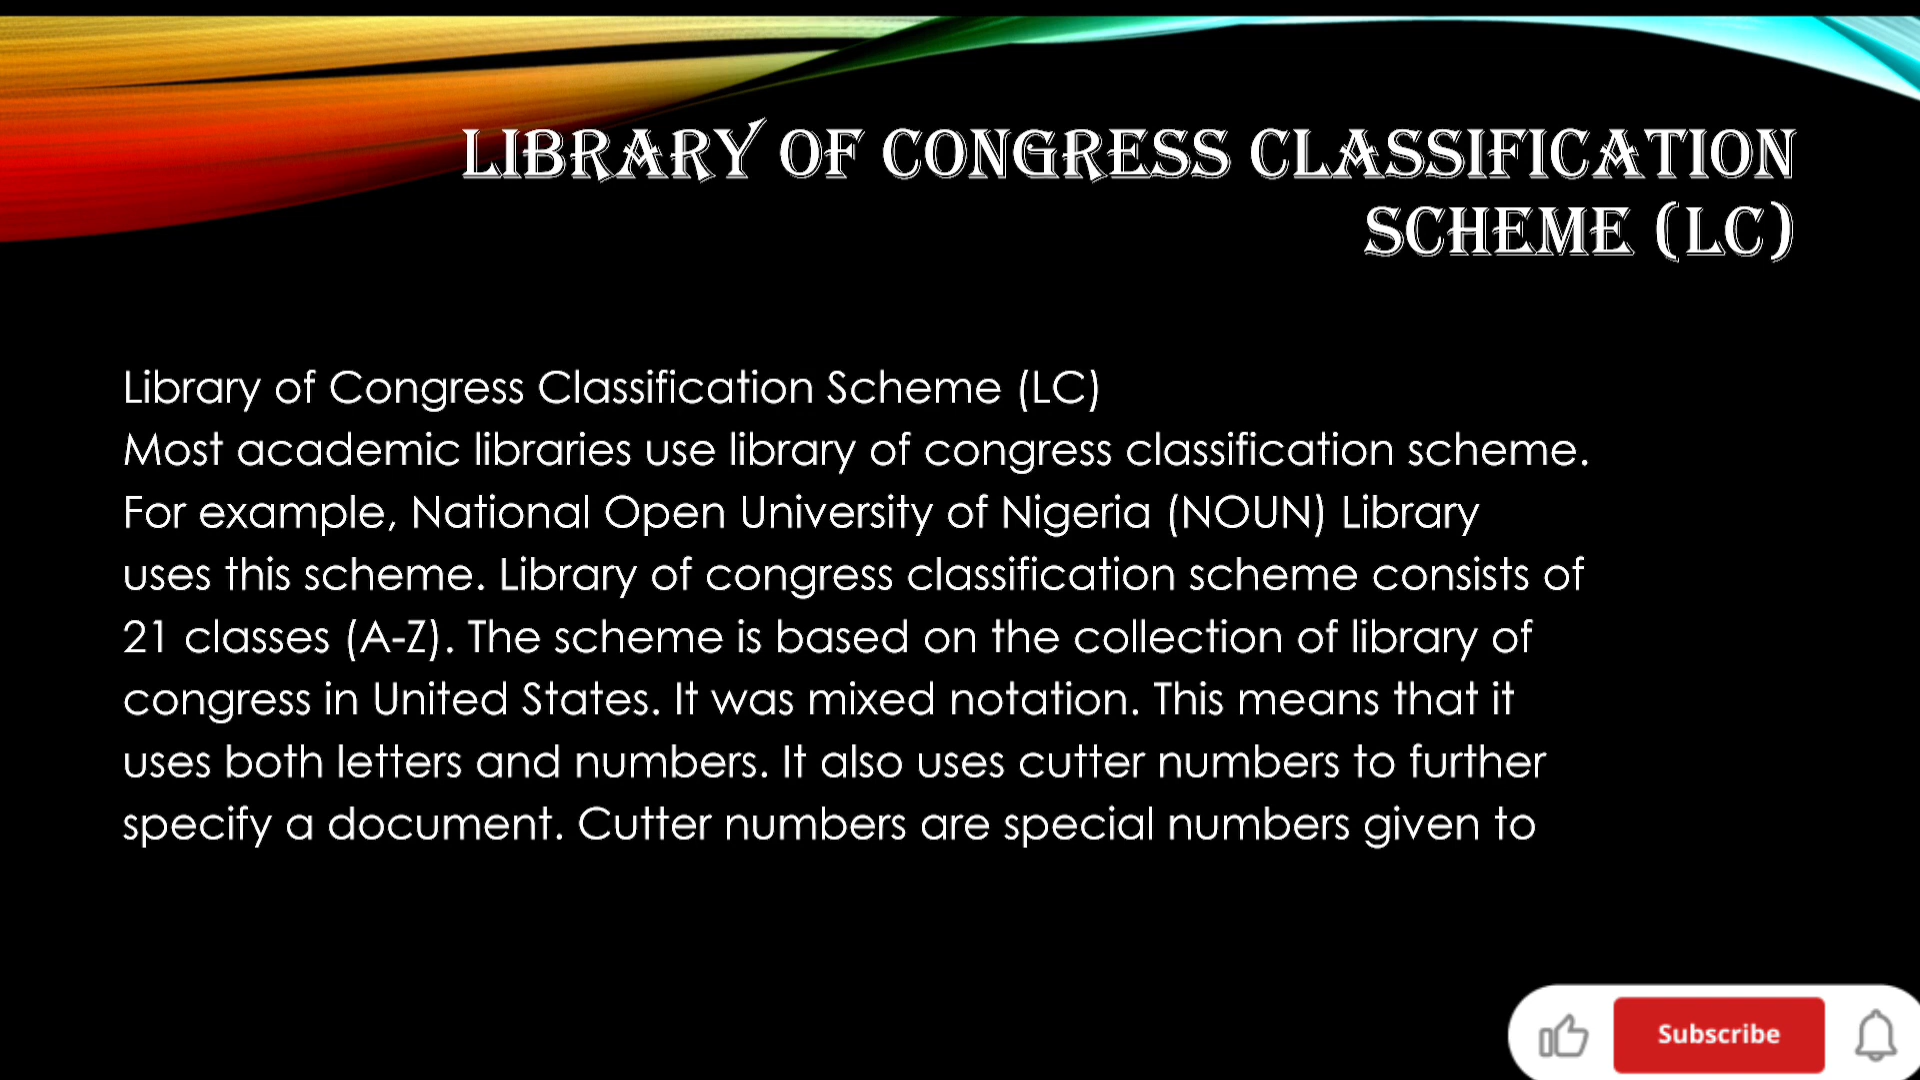 LIBRARY OF CONGRESS CLASSIFICATION
SCHEME (LC)
Library of Congress Classification Scheme (LC)
Most academic libraries use library of congress classification scheme.
For example, National Open University of Nigeria (NOUN) Library
uses this scheme. Library of congress classification scheme consists of
21 classes (A-Z). The scheme is based on the collection of library of
congress in United States. It was mixed notation. This means that it
uses both letters and numbers. It also uses cutter numbers to further
specify a document. Cutter numbers are special numbers given to
Subscribe